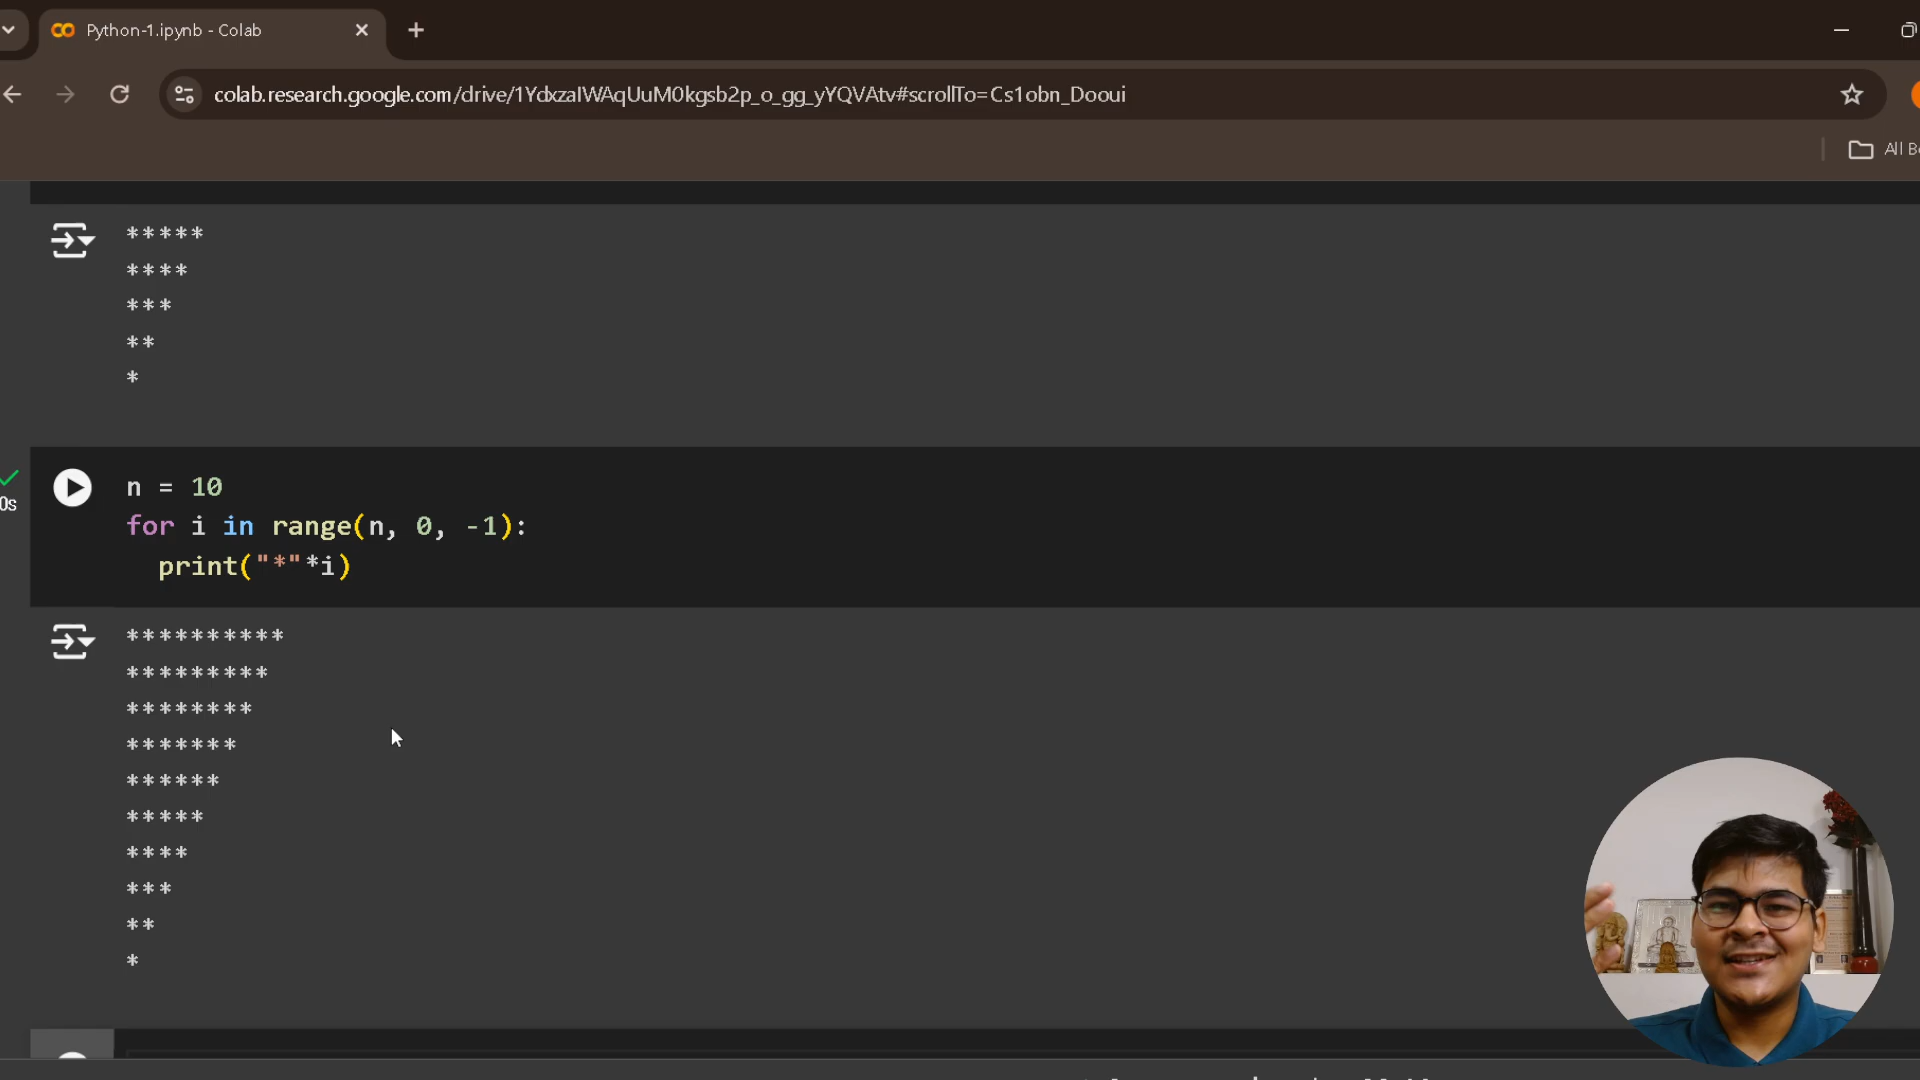 Python-1.ipynb - Colab
colab.research.google.com/drive/1YdxzaIWAqUuM0kgsb2p_o_gg_yYQVAtv#scrollTo=Cs1obn_Dooui
All B
*****
****
***
**
*
0s
n = 10
for i in range(n, 0, -1):
  print("*"*i)
**********
*********
********
*******
******
*****
****
***
**
*